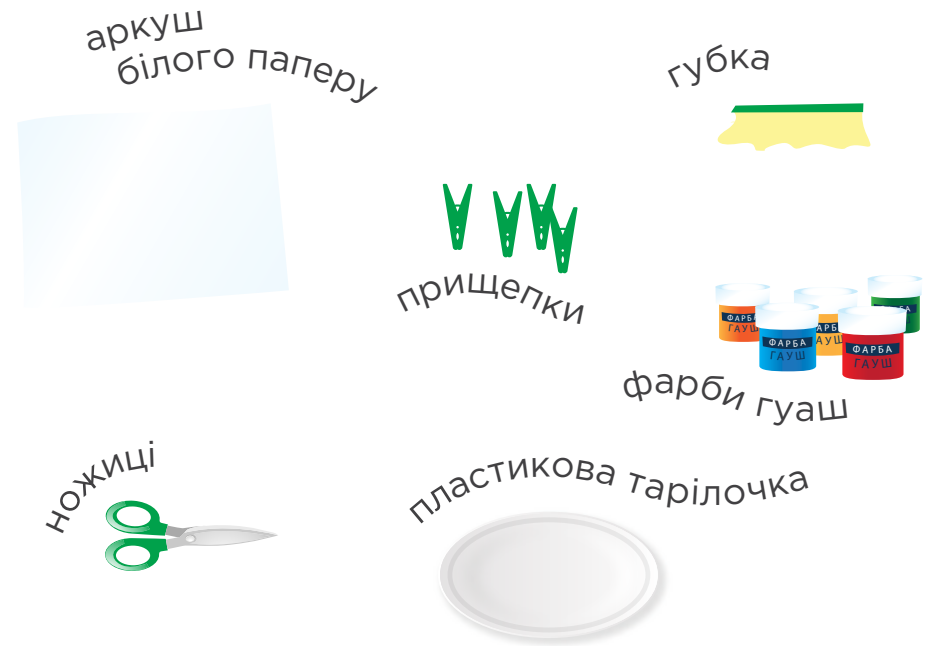 аркуш
білого паперу
губка
прищепки
ФАРБА
ГАУШ
ФАРБА
ГАУШ
ФАРБА
ГАУШ
фарби гуаш
ножиці
пластикова тарілочка